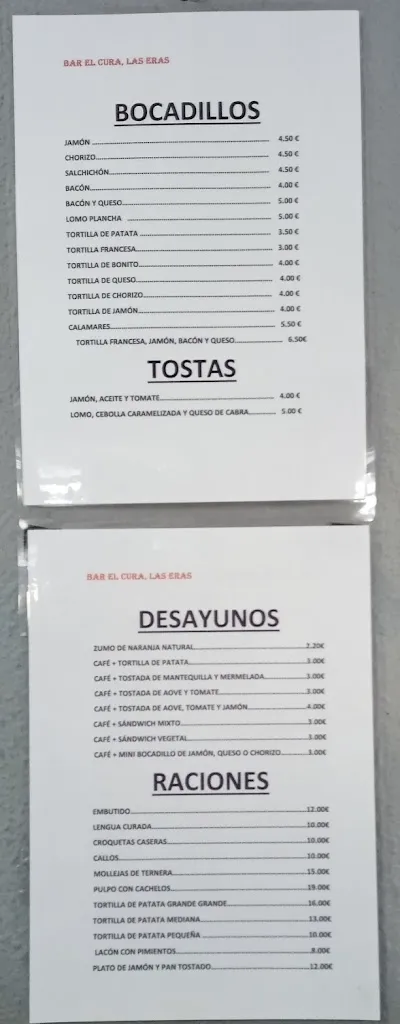 BAR EL CURA, LAS ERAS
BOCADILLOS
JAMÓN 4.50 €
CHORIZO 4.50 €
SALCHICHÓN 4.50 €
BACÓN 4.00 €
BACÓN Y QUESO 5.00 €
LOMO PLANCHA 5.00 €
TORTILLA DE PATATA 3.50 €
TORTILLA FRANCESA 3.00 €
TORTILLA DE BONITO 4.00 €
TORTILLA DE QUESO 4.00 €
TORTILLA DE CHORIZO 4.00 €
TORTILLA DE JAMÓN 4.00 €
CALAMARES 5.50 €
TORTILLA FRANCESA, JAMÓN, BACÓN Y QUESO 6.50€
TOSTAS
JAMÓN, ACEITE Y TOMATE 4.00 €
LOMO, CEBOLLA CARAMELIZADA Y QUESO DE CABRA 5.00 €
BAR EL CURA, LAS ERAS
DESAYUNOS
ZUMO DE NARANJA NATURAL 2.20€
CAFÉ + TORTILLA DE PATATA 3.00€
CAFÉ + TOSTADA DE MANTEQUILLA Y MERMELADA 3.00€
CAFÉ + TOSTADA DE AOVE Y TOMATE 3.00€
CAFÉ + TOSTADA DE AOVE, TOMATE Y JAMÓN 4.00€
CAFÉ + SÁNDWICH MIXTO 3.00€
CAFÉ + SÁNDWICH VEGETAL 3.00€
CAFÉ + MINI BOCADILLO DE JAMÓN, QUESO O CHORIZO 3.00€
RACIONES
EMBUTIDO 12.00€
LENGUA CURADA 10.00€
CROQUETAS CASERAS 10.00€
CALLOS 10.00€
MOLLEJAS DE TERNERA 15.00€
PULPO CON CACHELOS 19.00€
TORTILLA DE PATATA GRANDE GRANDE 16.00€
TORTILLA DE PATATA MEDIANA 13.00€
TORTILLA DE PATATA PEQUEÑA 10.00€
LACÓN CON PIMIENTOS 8.00€
PLATO DE JAMÓN Y PAN TOSTADO 12.00€